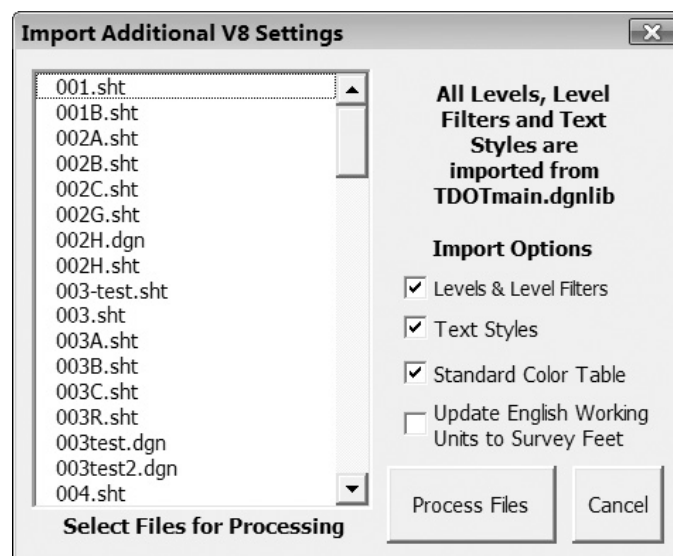 Import Additional V8 Settings
001.sht
001B.sht
002A.sht
002B.sht
002C.sht
002G.sht
002H.dgn
002H.sht
003-test.sht
003.sht
003A.sht
003B.sht
003C.sht
003R.sht
003test.dgn
003test2.dgn
004.sht
Select Files for Processing
All Levels, Level
Filters and Text
Styles are
imported from
TDOTmain.dgnlib
Import Options
Levels & Level Filters
Text Styles
Standard Color Table
Update English Working
Units to Survey Feet
Process Files
Cancel